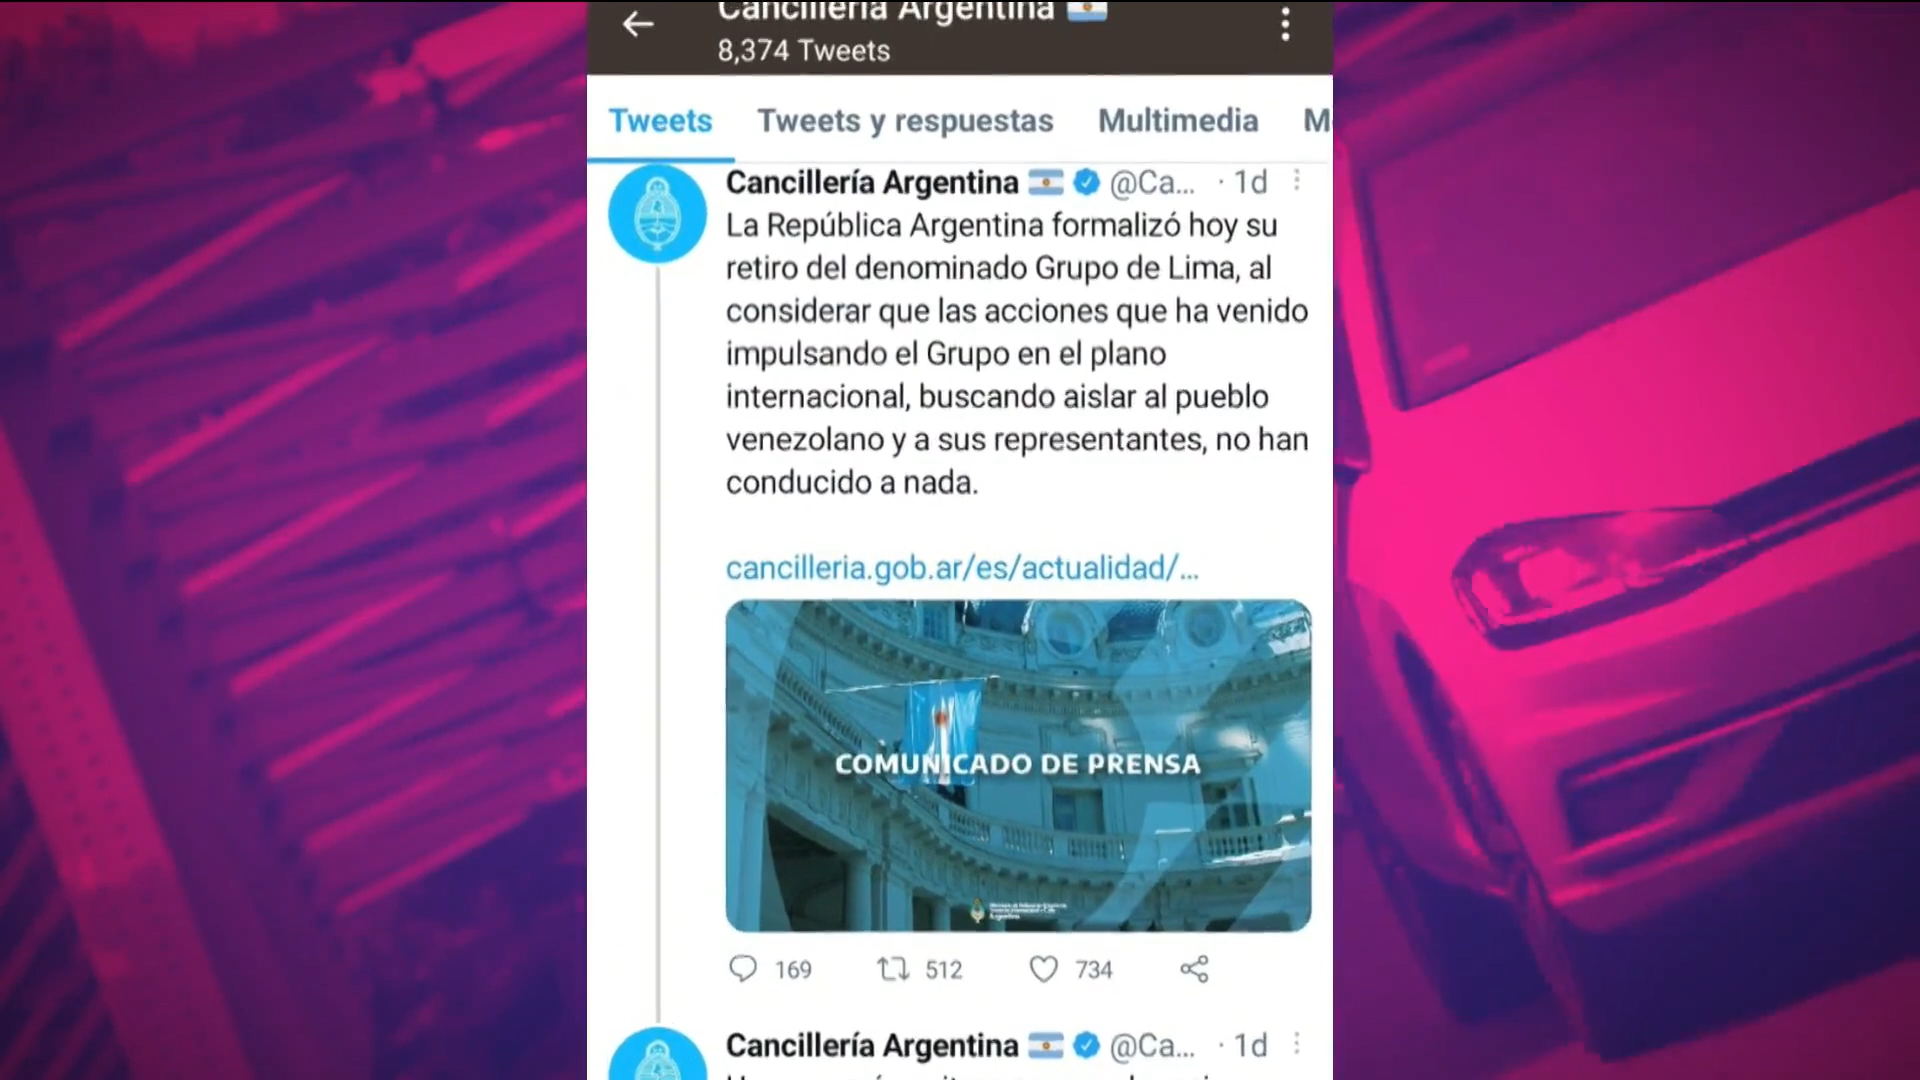 Cancillería Argentina
8,374 Tweets
Tweets Tweets y respuestas Multimedia
Cancillería Argentina @Ca... · 1d
La República Argentina formalizó hoy su
retiro del denominado Grupo de Lima, al
considerar que las acciones que ha venido
impulsando el Grupo en el plano
internacional, buscando aislar al pueblo
venezolano y a sus representantes, no han
conducido a nada.
cancilleria.gob.ar/es/actualidad/...
COMUNICADO DE PRENSA
Argentina
169 512 734
Cancillería Argentina @Ca... · 1d